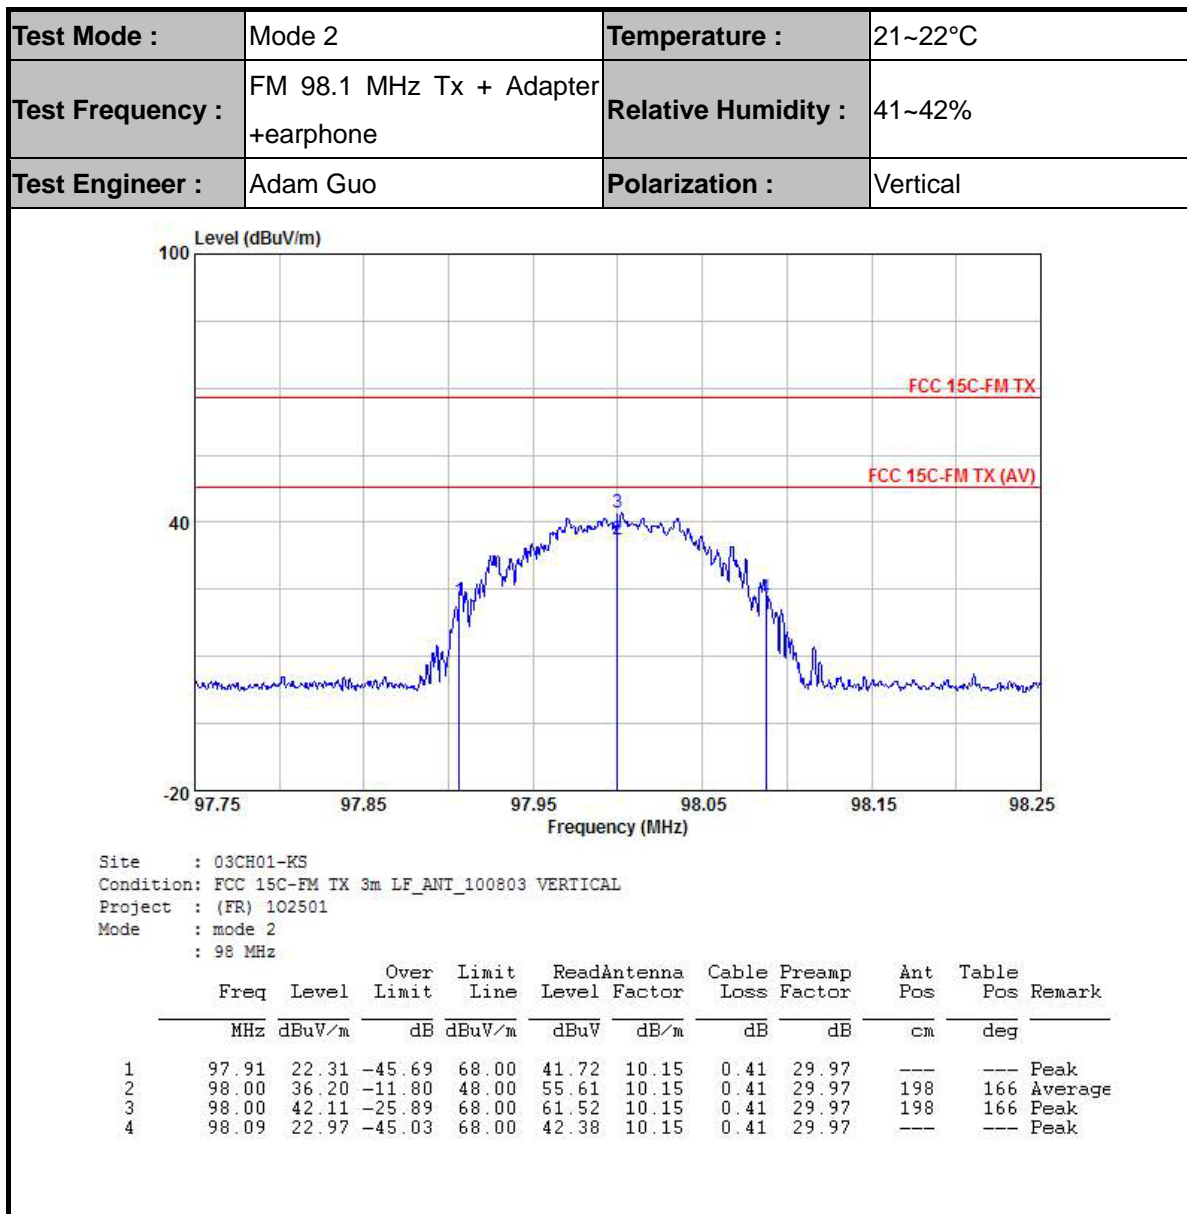 Test Mode : Mode 2 Temperature : 21~22°C
Test Frequency : FM 98.1 MHz Tx + Adapter +earphone Relative Humidity : 41~42%
Test Engineer : Adam Guo Polarization : Vertical
Level (dBuV/m)
100
FCC 15C-FM TX
FCC 15C-FM TX (AV)
3
40
2
1
4
-20
97.75 97.85 97.95 98.05 98.15 98.25
Frequency (MHz)
Site : 03CH01-KS
Condition: FCC 15C-FM TX 3m LF_ANT_100803 VERTICAL
Project : (FR) 102501
Mode : mode 2
: 98 MHz
Over Limit ReadAntenna Cable Preamp Ant Table
Freq Level Limit Line Level Factor Loss Factor Pos Pos Remark
MHz dBuV/m dB dBuV/m dBuV dB/m dB dB cm deg
1 97.91 22.31 -45.69 68.00 41.72 10.15 0.41 29.97 --- --- Peak
2 98.00 36.20 -11.80 48.00 55.61 10.15 0.41 29.97 198 166 Average
3 98.00 42.11 -25.89 68.00 61.52 10.15 0.41 29.97 198 166 Peak
4 98.09 22.97 -45.03 68.00 42.38 10.15 0.41 29.97 --- --- Peak